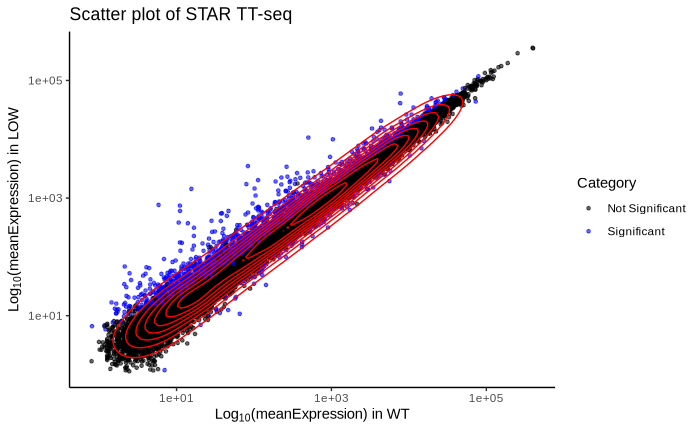 Scatter plot of STAR TT-seq
Log₁₀(meanExpression) in LOW
1e+05
1e+03
1e+01
1e+01 1e+03 1e+05
Log₁₀(meanExpression) in WT
Category
Not Significant
Significant